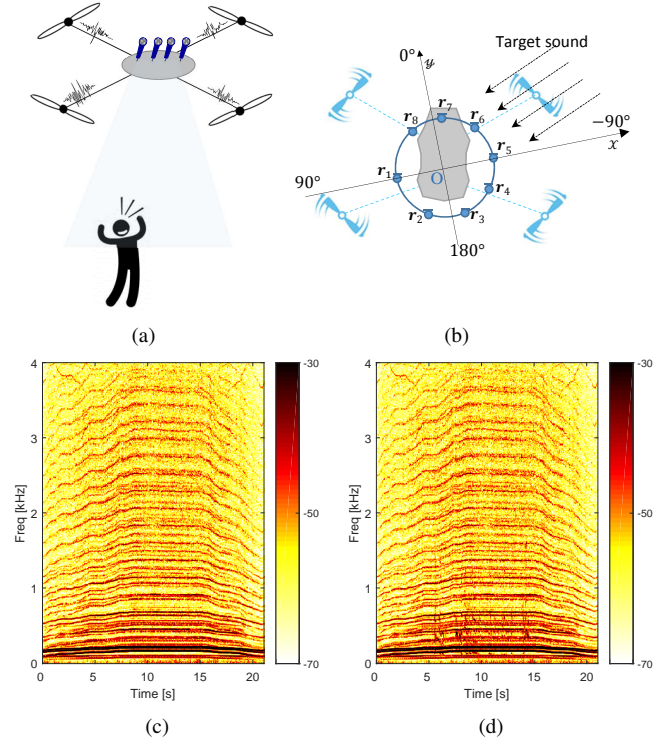 (a)
0°
y
Target sound
r8
r7
r6
−90°
x
r5
90°
r1
O
r4
r2
r3
180°
(b)
4
3
2
1
0
Freq [kHz]
0 5 10 15 20
Time [s]
-30
-50
-70
(c)
4
3
2
1
0
Freq [kHz]
0 5 10 15 20
Time [s]
-30
-50
-70
(d)